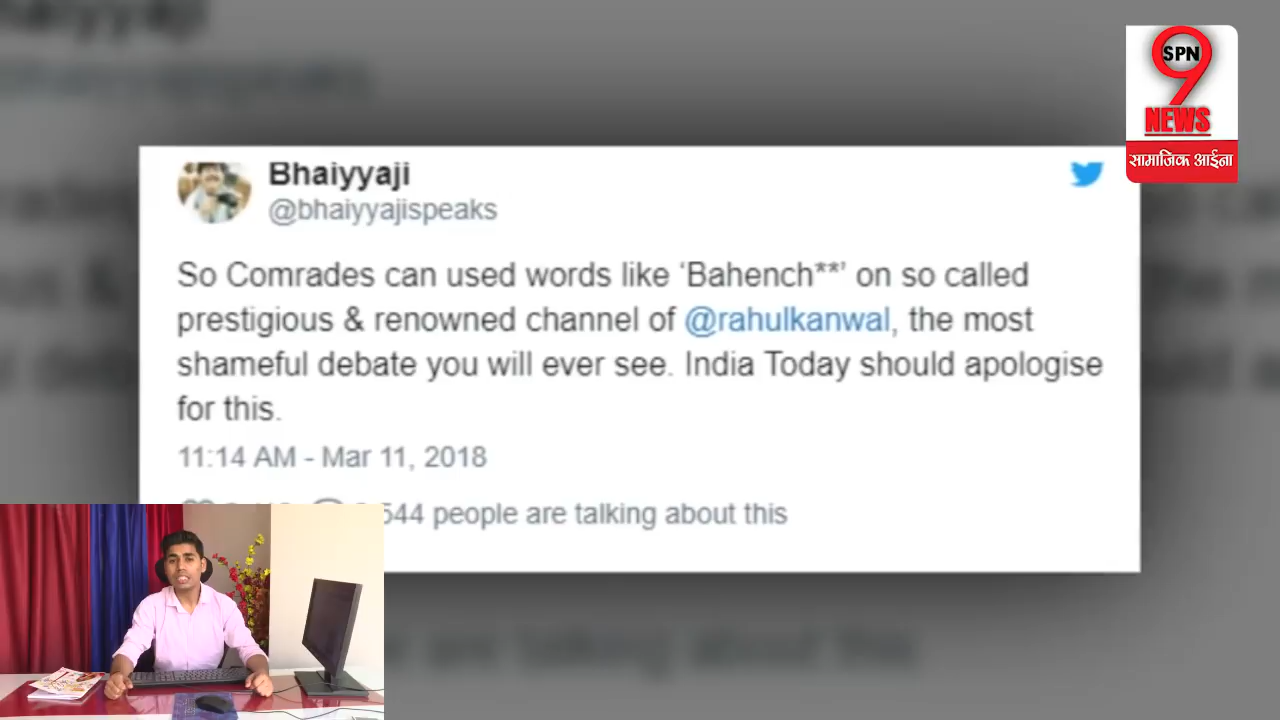 SPN
9
NEWS
सामाजिक आईना
Bhaiyyaji
@bhaiyyajispeaks
So Comrades can used words like ‘Bahench**’ on so called
prestigious & renowned channel of @rahulkanwal, the most
shameful debate you will ever see. India Today should apologise
for this.
11:14 AM - Mar 11, 2018
544 people are talking about this